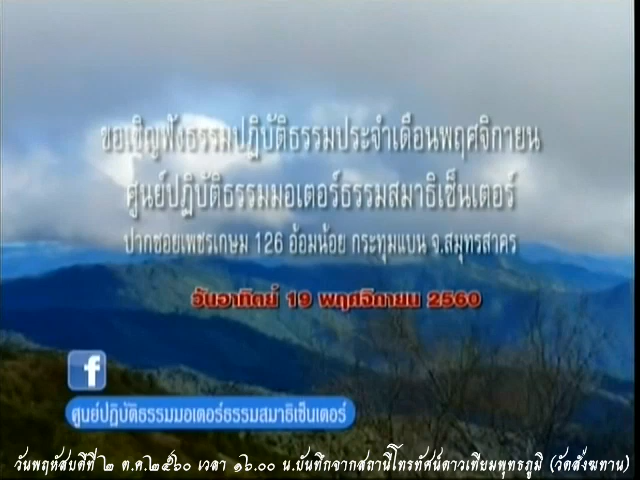 ขอเชิญฟังธรรมปฏิบัติธรรมประจำเดือนพฤศจิกายน
ศูนย์ปฏิบัติธรรมมอเตอร์ธรรมสมาธิเซ็นเตอร์
ปากซอยเพชรเกษม 126 อ้อมน้อย กระทุมแบน จ.สมุทรสาคร
วันอาทิตย์ 19 พฤศจิกายน 2560
f
ศูนย์ปฏิบัติธรรมมอเตอร์ธรรมสมาธิเซ็นเตอร์
วันพฤหัสบดีที่ ๒ ต.ค.๒๕๖๐ เวลา ๑๖.๐๐ น.บันทึกจากสถานีโทรทัศน์ดาวเทียมพุทธภูมิ (วัดสังฆทาน)